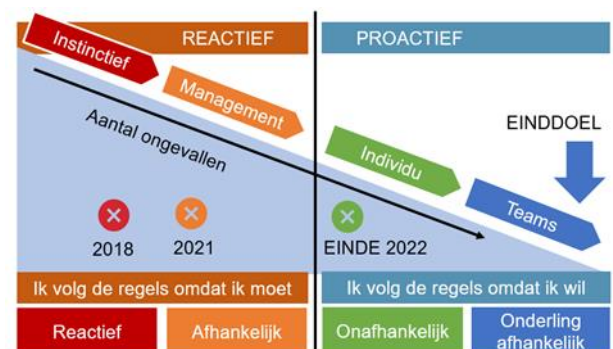 REACTIEF
PROACTIEF
Instinctief
Management
Individu
Teams
Aantal ongevallen
EINDDOEL
2018
2021
EINDE 2022
Ik volg de regels omdat ik moet
Ik volg de regels omdat ik wil
Reactief
Afhankelijk
Onafhankelijk
Onderling
afhankelijk